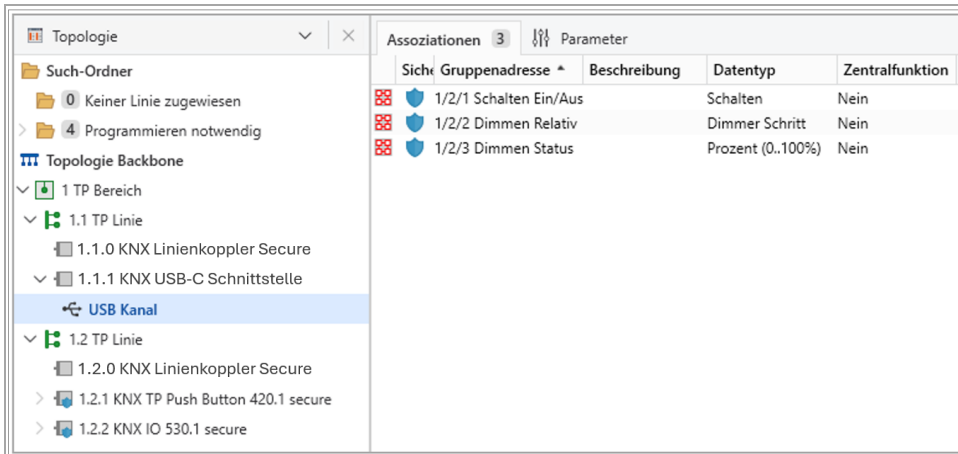 Topologie
Such-Ordner
0 Keiner Linie zugewiesen
4 Programmieren notwendig
Topologie Backbone
1 TP Bereich
1.1 TP Linie
1.1.0 KNX Linienkoppler Secure
1.1.1 KNX USB-C Schnittstelle
USB Kanal
1.2 TP Linie
1.2.0 KNX Linienkoppler Secure
1.2.1 KNX TP Push Button 420.1 secure
1.2.2 KNX IO 530.1 secure
Assoziationen 3 Parameter
Siche Gruppenadresse Beschreibung Datentyp Zentralfunktion
1/2/1 Schalten Ein/Aus Schalten Nein
1/2/2 Dimmen Relativ Dimmer Schritt Nein
1/2/3 Dimmen Status Prozent (0..100%) Nein